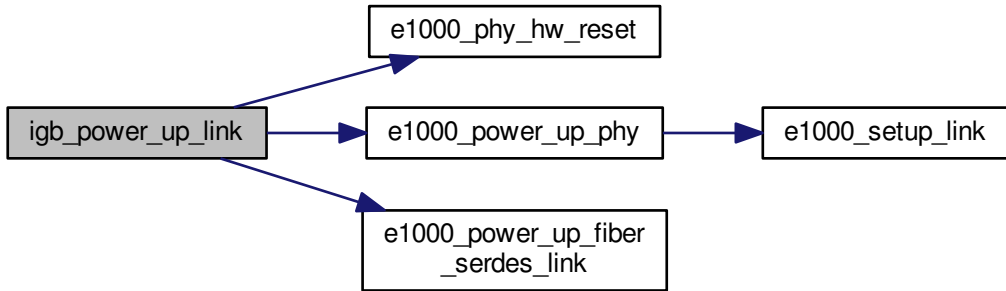 e1000_phy_hw_reset
igb_power_up_link
e1000_power_up_phy
e1000_setup_link
e1000_power_up_fiber
_serdes_link